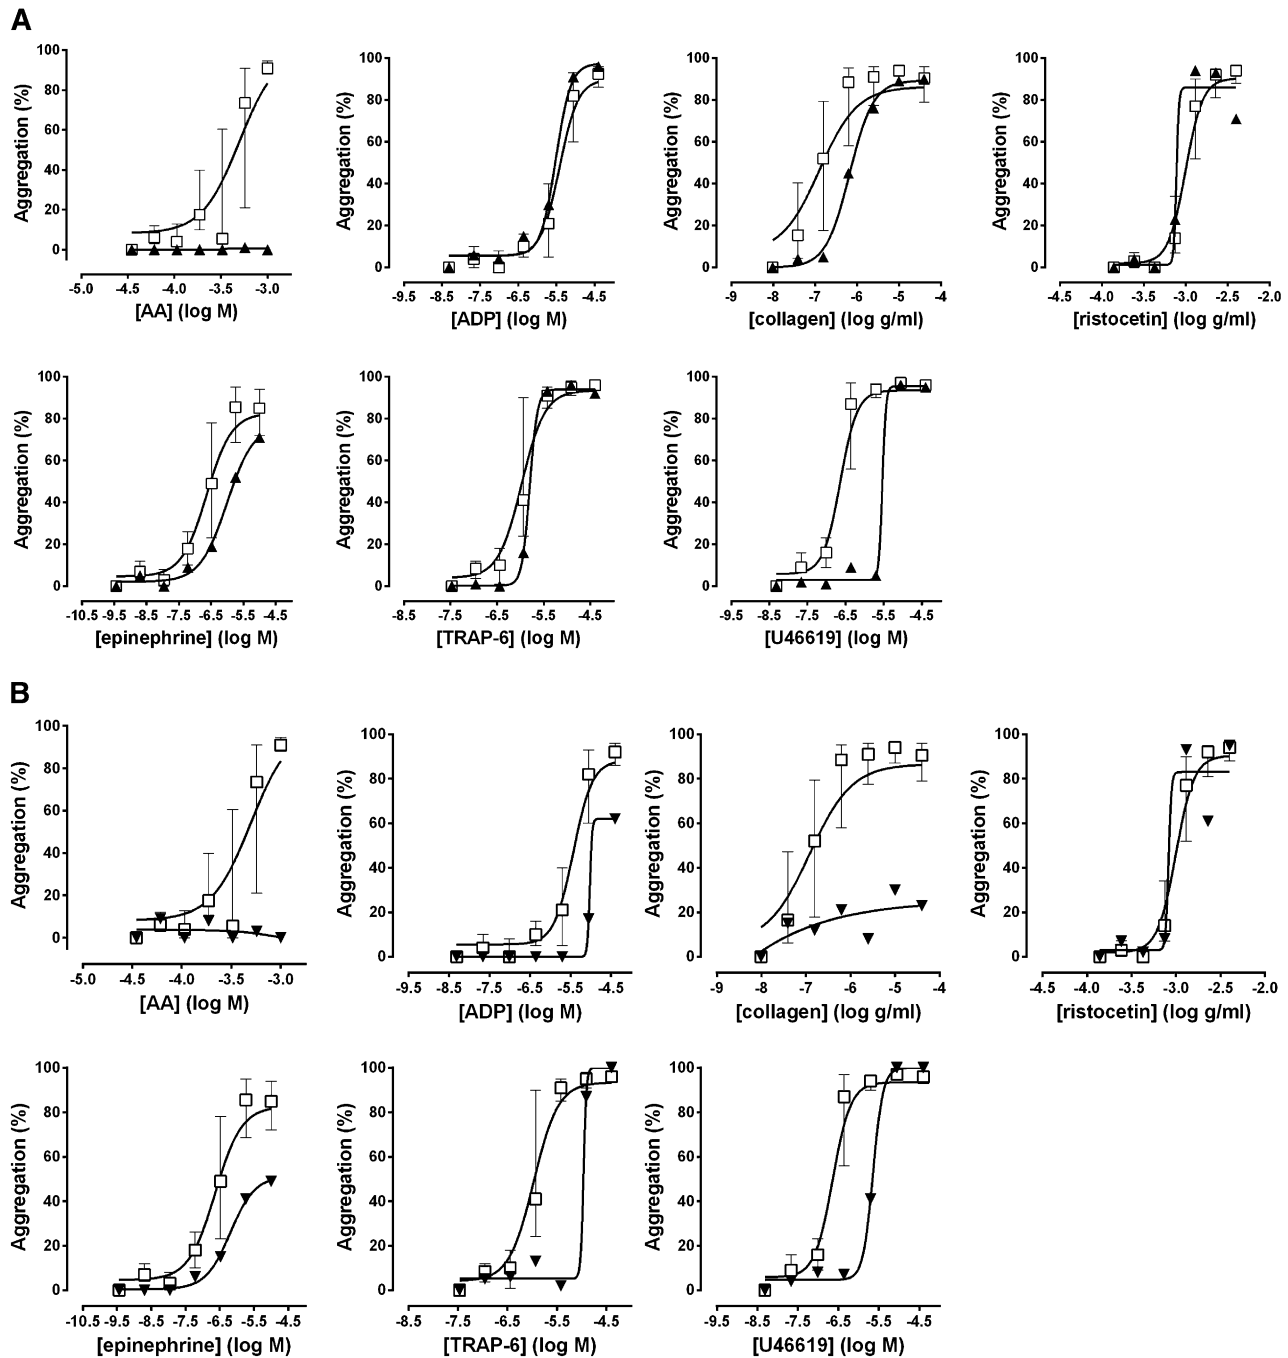 A
Aggregation (%)
100
80
60
40
20
0
-5.0 -4.5 -4.0 -3.5 -3.0
[AA] (log M)
Aggregation (%)
100
80
60
40
20
0
-9.5 -8.5 -7.5 -6.5 -5.5 -4.5
[ADP] (log M)
Aggregation (%)
100
80
60
40
20
0
-9 -8 -7 -6 -5 -4
[collagen] (log g/ml)
Aggregation (%)
100
80
60
40
20
0
-4.5 -4.0 -3.5 -3.0 -2.5 -2.0
[ristocetin] (log g/ml)
Aggregation (%)
100
80
60
40
20
0
-10.5 -9.5 -8.5 -7.5 -6.5 -5.5 -4.5
[epinephrine] (log M)
Aggregation (%)
100
80
60
40
20
0
-8.5 -7.5 -6.5 -5.5 -4.5
[TRAP-6] (log M)
Aggregation (%)
100
80
60
40
20
0
-9.5 -8.5 -7.5 -6.5 -5.5 -4.5
[U46619] (log M)
B
Aggregation (%)
100
80
60
40
20
0
-5.0 -4.5 -4.0 -3.5 -3.0
[AA] (log M)
Aggregation (%)
100
80
60
40
20
0
-9.5 -8.5 -7.5 -6.5 -5.5 -4.5
[ADP] (log M)
Aggregation (%)
100
80
60
40
20
0
-9 -8 -7 -6 -5 -4
[collagen] (log g/ml)
Aggregation (%)
100
80
60
40
20
0
-4.5 -4.0 -3.5 -3.0 -2.5 -2.0
[ristocetin] (log g/ml)
Aggregation (%)
100
80
60
40
20
0
-10.5 -9.5 -8.5 -7.5 -6.5 -5.5 -4.5
[epinephrine] (log M)
Aggregation (%)
100
80
60
40
20
0
-8.5 -7.5 -6.5 -5.5 -4.5
[TRAP-6] (log M)
Aggregation (%)
100
80
60
40
20
0
-9.5 -8.5 -7.5 -6.5 -5.5 -4.5
[U46619] (log M)